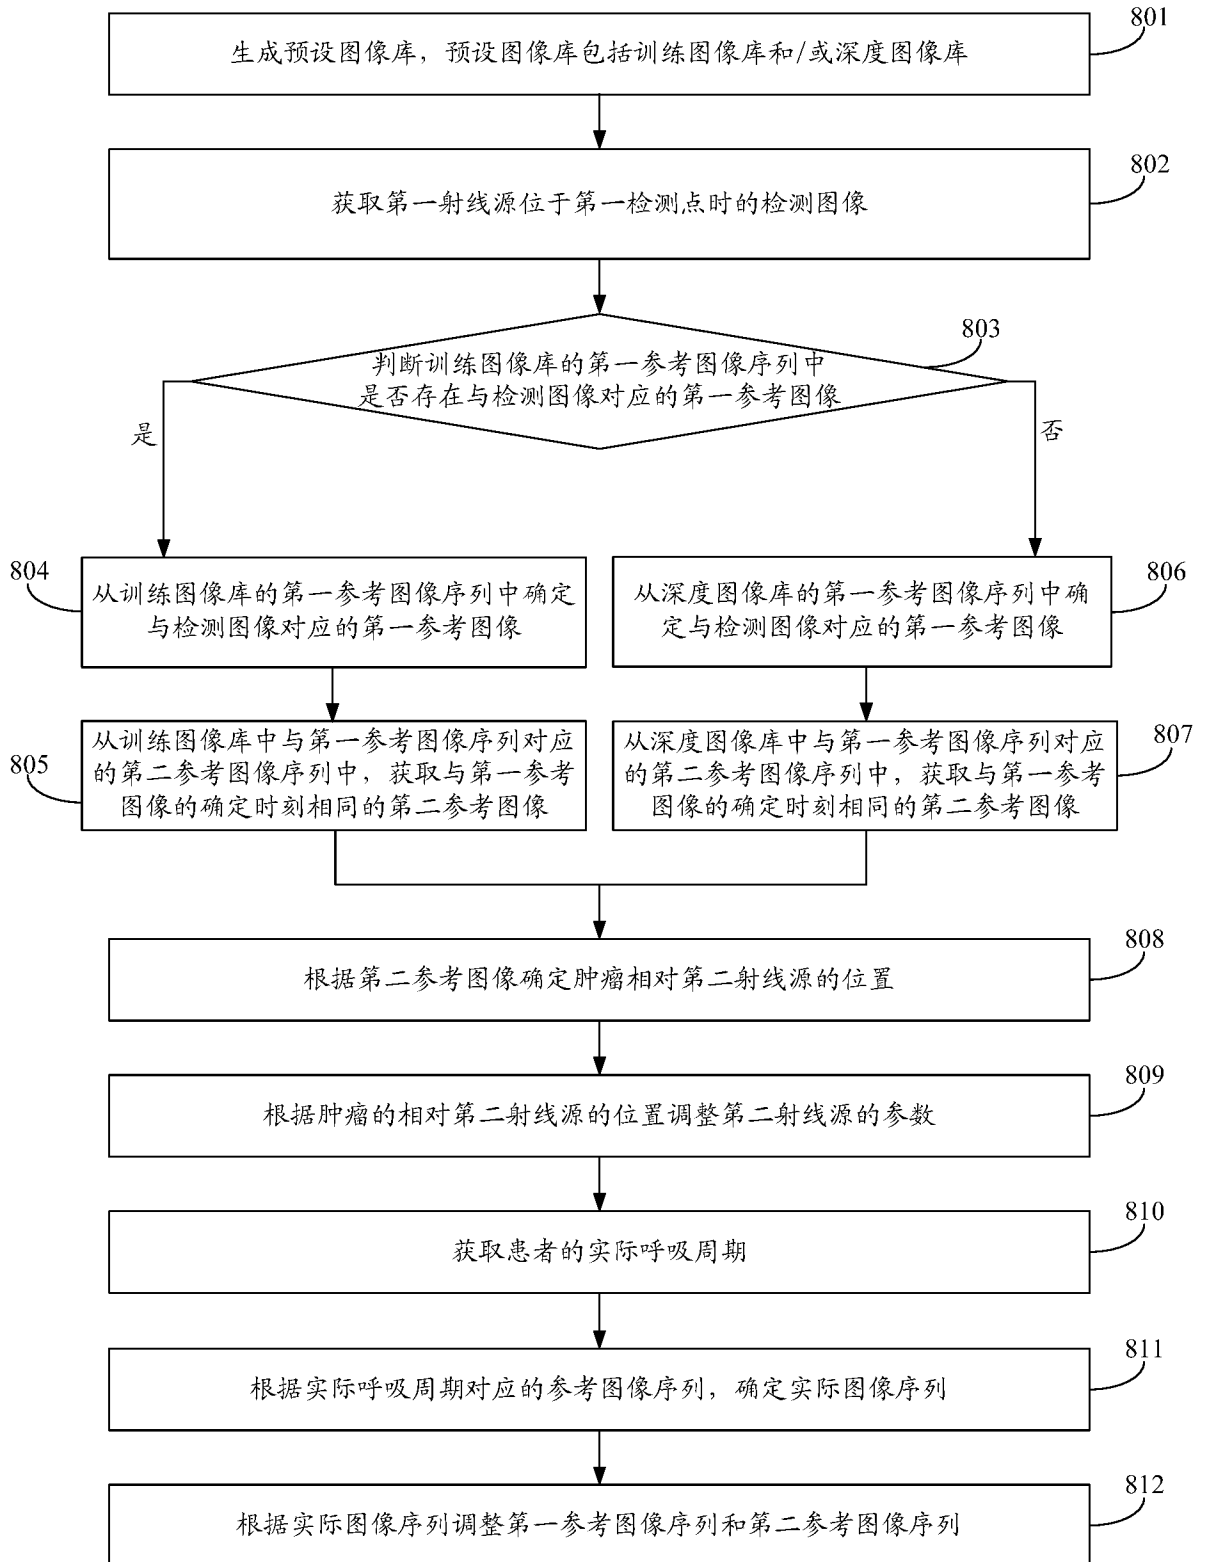 801
生成预设图像库，预设图像库包括训练图像库和/或深度图像库
802
获取第一射线源位于第一检测点时的检测图像
803
判断训练图像库的第一参考图像序列中
是否存在与检测图像对应的第一参考图像
是
否
804
从训练图像库的第一参考图像序列中确定
与检测图像对应的第一参考图像
806
从深度图像库的第一参考图像序列中确
定与检测图像对应的第一参考图像
805
从训练图像库中与第一参考图像序列对应
的第二参考图像序列中，获取与第一参考
图像的确定时刻相同的第二参考图像
807
从深度图像库中与第一参考图像序列对应
的第二参考图像序列中，获取与第一参考
图像的确定时刻相同的第二参考图像
808
根据第二参考图像确定肿瘤相对第二射线源的位置
809
根据肿瘤的相对第二射线源的位置调整第二射线源的参数
810
获取患者的实际呼吸周期
811
根据实际呼吸周期对应的参考图像序列，确定实际图像序列
812
根据实际图像序列调整第一参考图像序列和第二参考图像序列